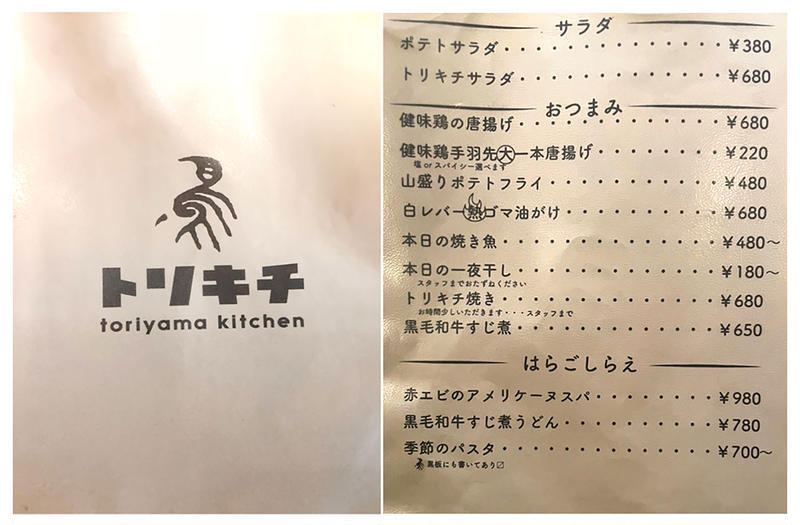 トリキチ
toriyama kitchen
サラダ
ポテトサラダ・・・・・・・・・・・・・・¥380
トリキチサラダ・・・・・・・・・・・・・¥680
おつまみ
健味鶏の唐揚げ・・・・・・・・・・・・・¥680
健味鶏手羽先大一本唐揚げ・・・・・・・・¥220
塩 or スパイシー選べます
山盛りポテトフライ・・・・・・・・・・・¥480
白レバー熱ゴマ油がけ・・・・・・・・・・¥680
本日の焼き魚・・・・・・・・・・・・・・¥480～
本日の一夜干し・・・・・・・・・・・・・¥180～
スタッフまでおたずねください
トリキチ焼き・・・・・・・・・・・・・・¥680
お時間少しいただきます・・・スタッフまで
黒毛和牛すじ煮・・・・・・・・・・・・・¥650
はらごしらえ
赤エビのアメリケーヌスパ・・・・・・・・¥980
黒毛和牛すじ煮うどん・・・・・・・・・・¥780
季節のパスタ・・・・・・・・・・・・・・¥700～
黒板にも書いてあり〼